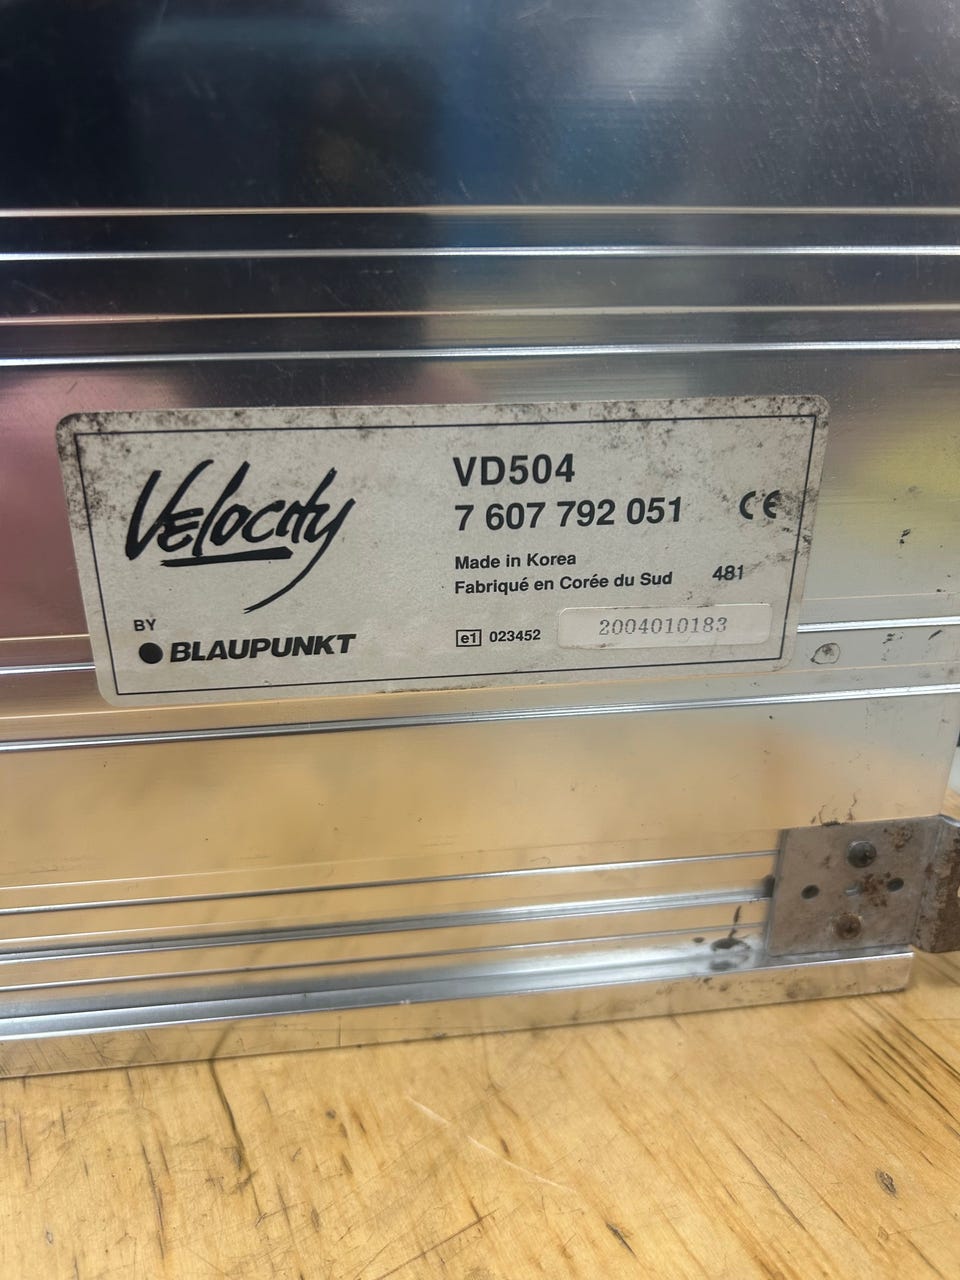 Velocity
BY
BLAUPUNKT
VD504
7 607 792 051
CE
Made in Korea
Fabriqué en Corée du Sud
481
e1 023452
2004010183